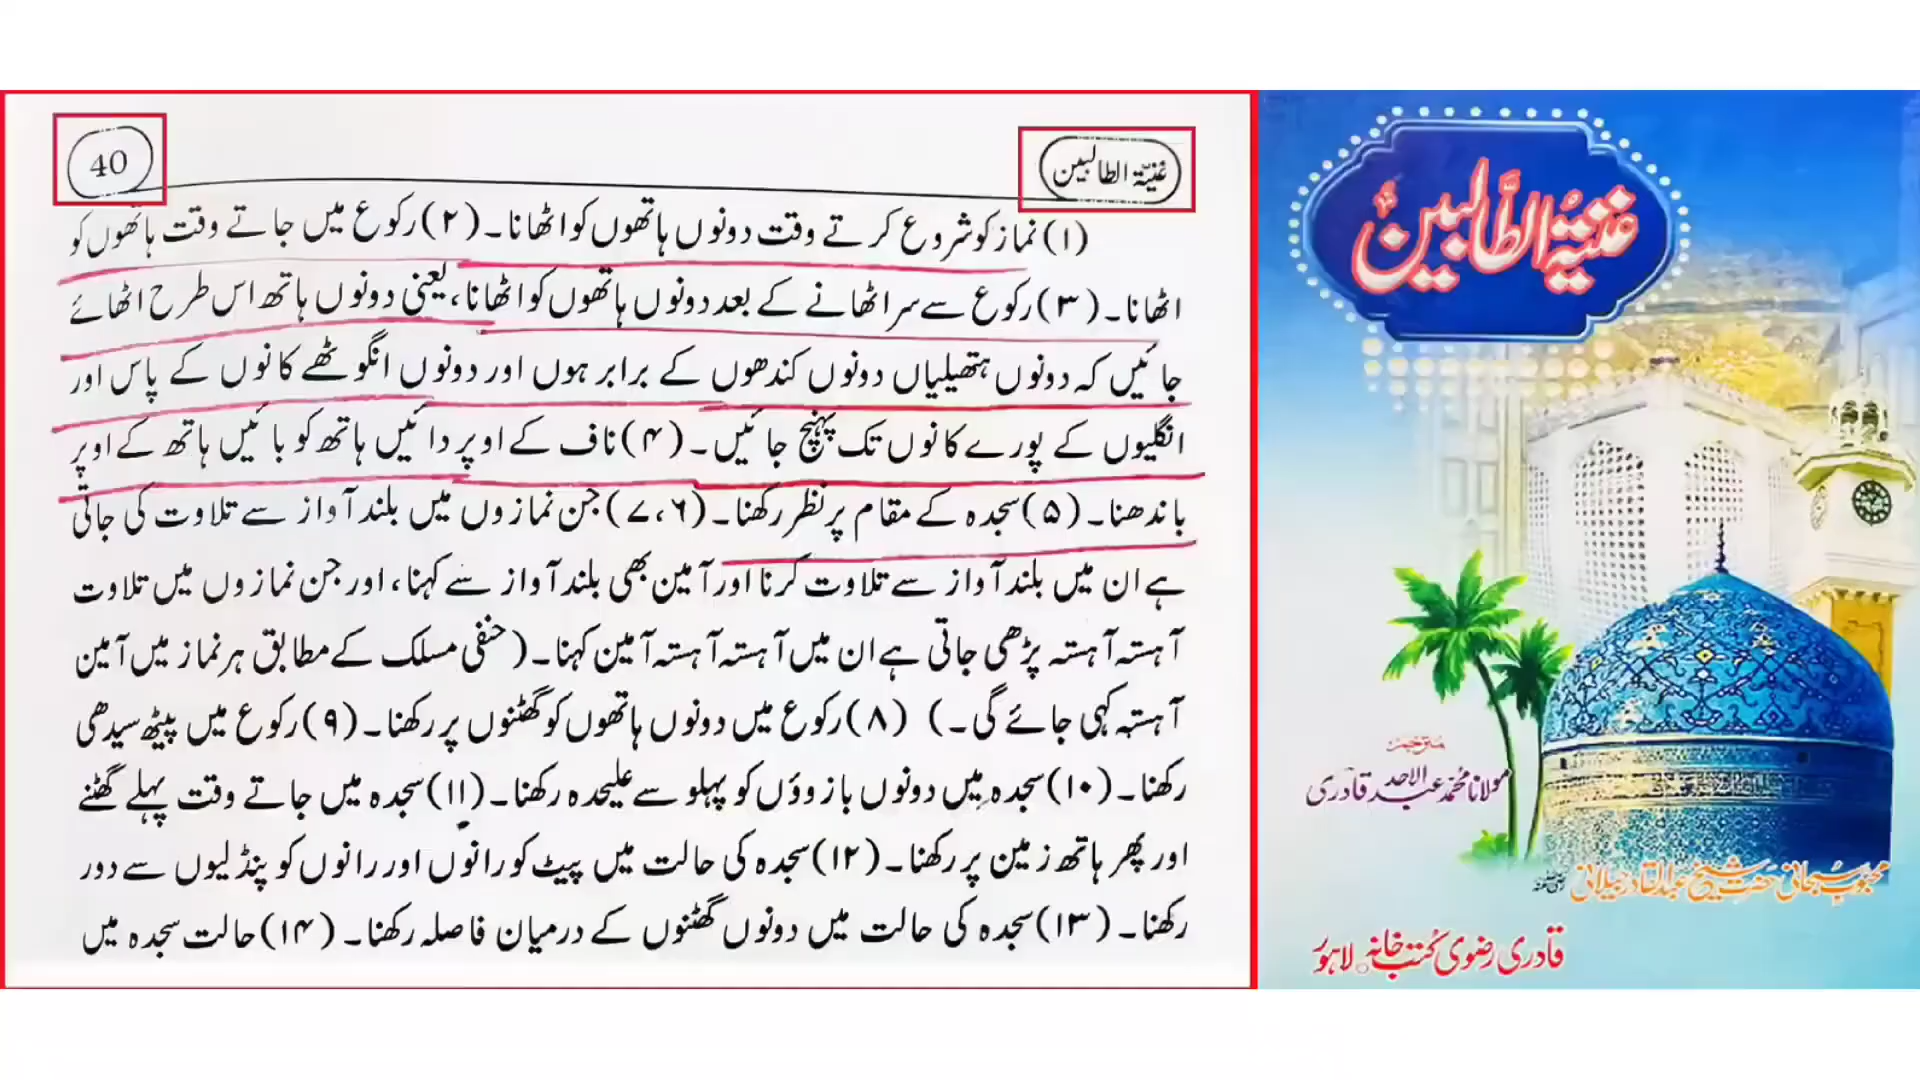 غنیۃ الطالبین
40
(۱) نماز کو شروع کرتے وقت دونوں ہاتھوں کو اٹھانا۔ (۲) رکوع میں جاتے وقت ہاتھوں کو
اٹھانا۔ (۳) رکوع سے سر اٹھانے کے بعد دونوں ہاتھوں کو اٹھانا، یعنی دونوں ہاتھ اس طرح اٹھائے
جائیں کہ دونوں ہتھیلیاں دونوں کندھوں کے برابر ہوں اور دونوں انگوٹھے کانوں کے پاس اور
انگلیوں کے پورے کانوں تک پہنچ جائیں۔ (۴) ناف کے اوپر دائیں ہاتھ کو بائیں ہاتھ کے اوپر
باندھنا۔ (۵) سجدہ کے مقام پر نظر رکھنا۔ (۷،۶) جن نمازوں میں بلند آواز سے تلاوت کی جاتی
ہے ان میں بلند آواز سے تلاوت کرنا اور آمین بھی بلند آواز سے کہنا، اور جن نمازوں میں تلاوت
آہستہ آہستہ پڑھی جاتی ہے ان میں آہستہ آہستہ آمین کہنا۔ (حنفی مسلک کے مطابق ہر نماز میں آمین
آہستہ کہی جائے گی۔) (۸) رکوع میں دونوں ہاتھوں کو گھٹنوں پر رکھنا۔ (۹) رکوع میں پیٹھ سیدھی
رکھنا۔ (۱۰) سجدہ میں دونوں بازوؤں کو پہلو سے علیحدہ رکھنا۔ (۱۱) سجدہ میں جاتے وقت پہلے گھٹنے
اور پھر ہاتھ زمین پر رکھنا۔ (۱۲) سجدہ کی حالت میں پیٹ کو رانوں اور رانوں کو پنڈلیوں سے دور
رکھنا۔ (۱۳) سجدہ کی حالت میں دونوں گھٹنوں کے درمیان فاصلہ رکھنا۔ (۱۴) حالت سجدہ میں
غنیۃ الطالبین
مترجم
مولانا محمد عبدالاحد قادری
محبوب سبحانی حضرت شیخ عبدالقادر جیلانی رضی اللہ عنہ
قادری رضوی کتب خانہ لاہور